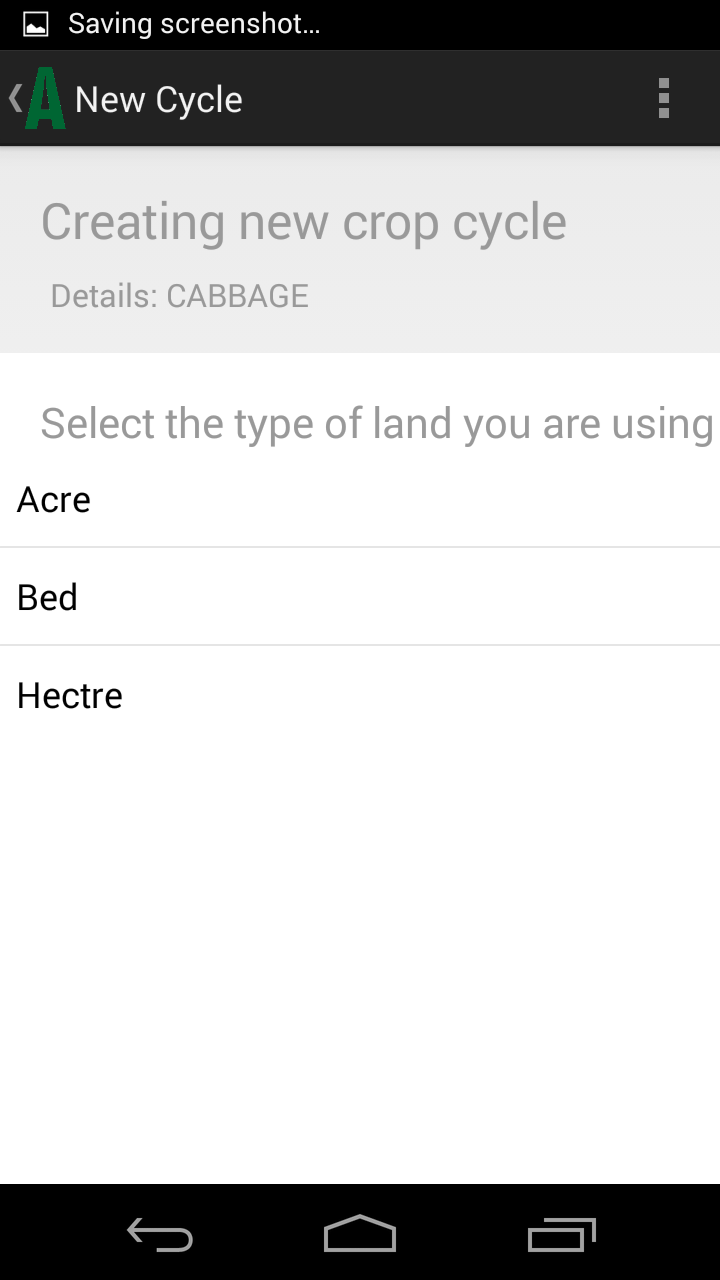 Saving screenshot...
A New Cycle
Creating new crop cycle
Details: CABBAGE
Select the type of land you are using
Acre
Bed
Hectre